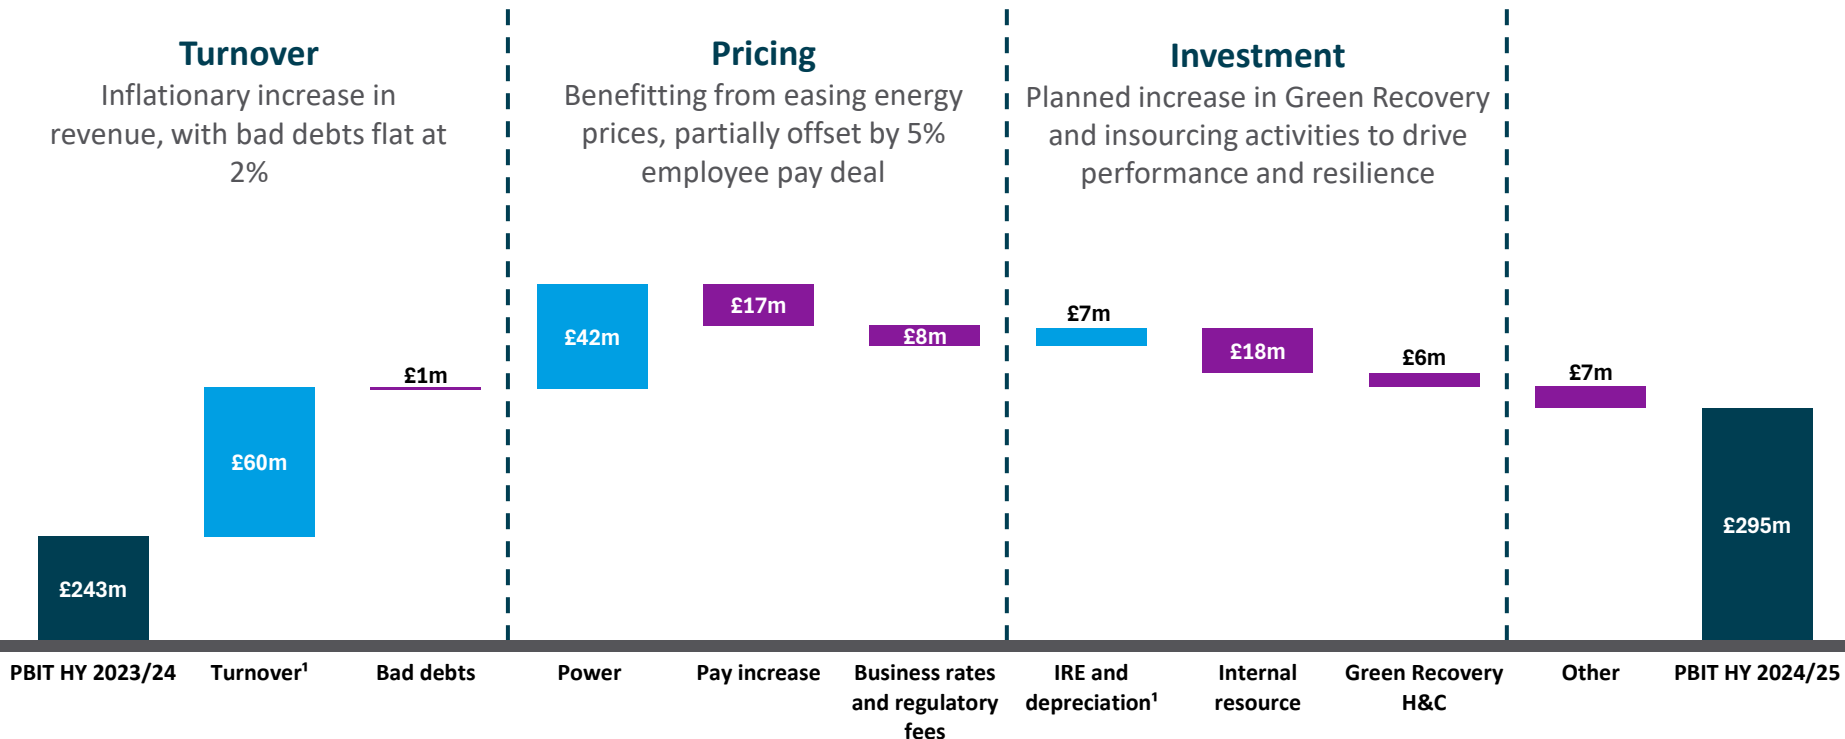 Turnover
Inflationary increase in
revenue, with bad debts flat at
2%
Pricing
Benefitting from easing energy
prices, partially offset by 5%
employee pay deal
Investment
Planned increase in Green Recovery
and insourcing activities to drive
performance and resilience
£243m
£60m
£1m
£42m
£17m
£8m
£7m
£18m
£6m
£7m
£295m
PBIT HY 2023/24
Turnover¹
Bad debts
Power
Pay increase
Business rates
and regulatory
fees
IRE and
depreciation¹
Internal
resource
Green Recovery
H&C
Other
PBIT HY 2024/25